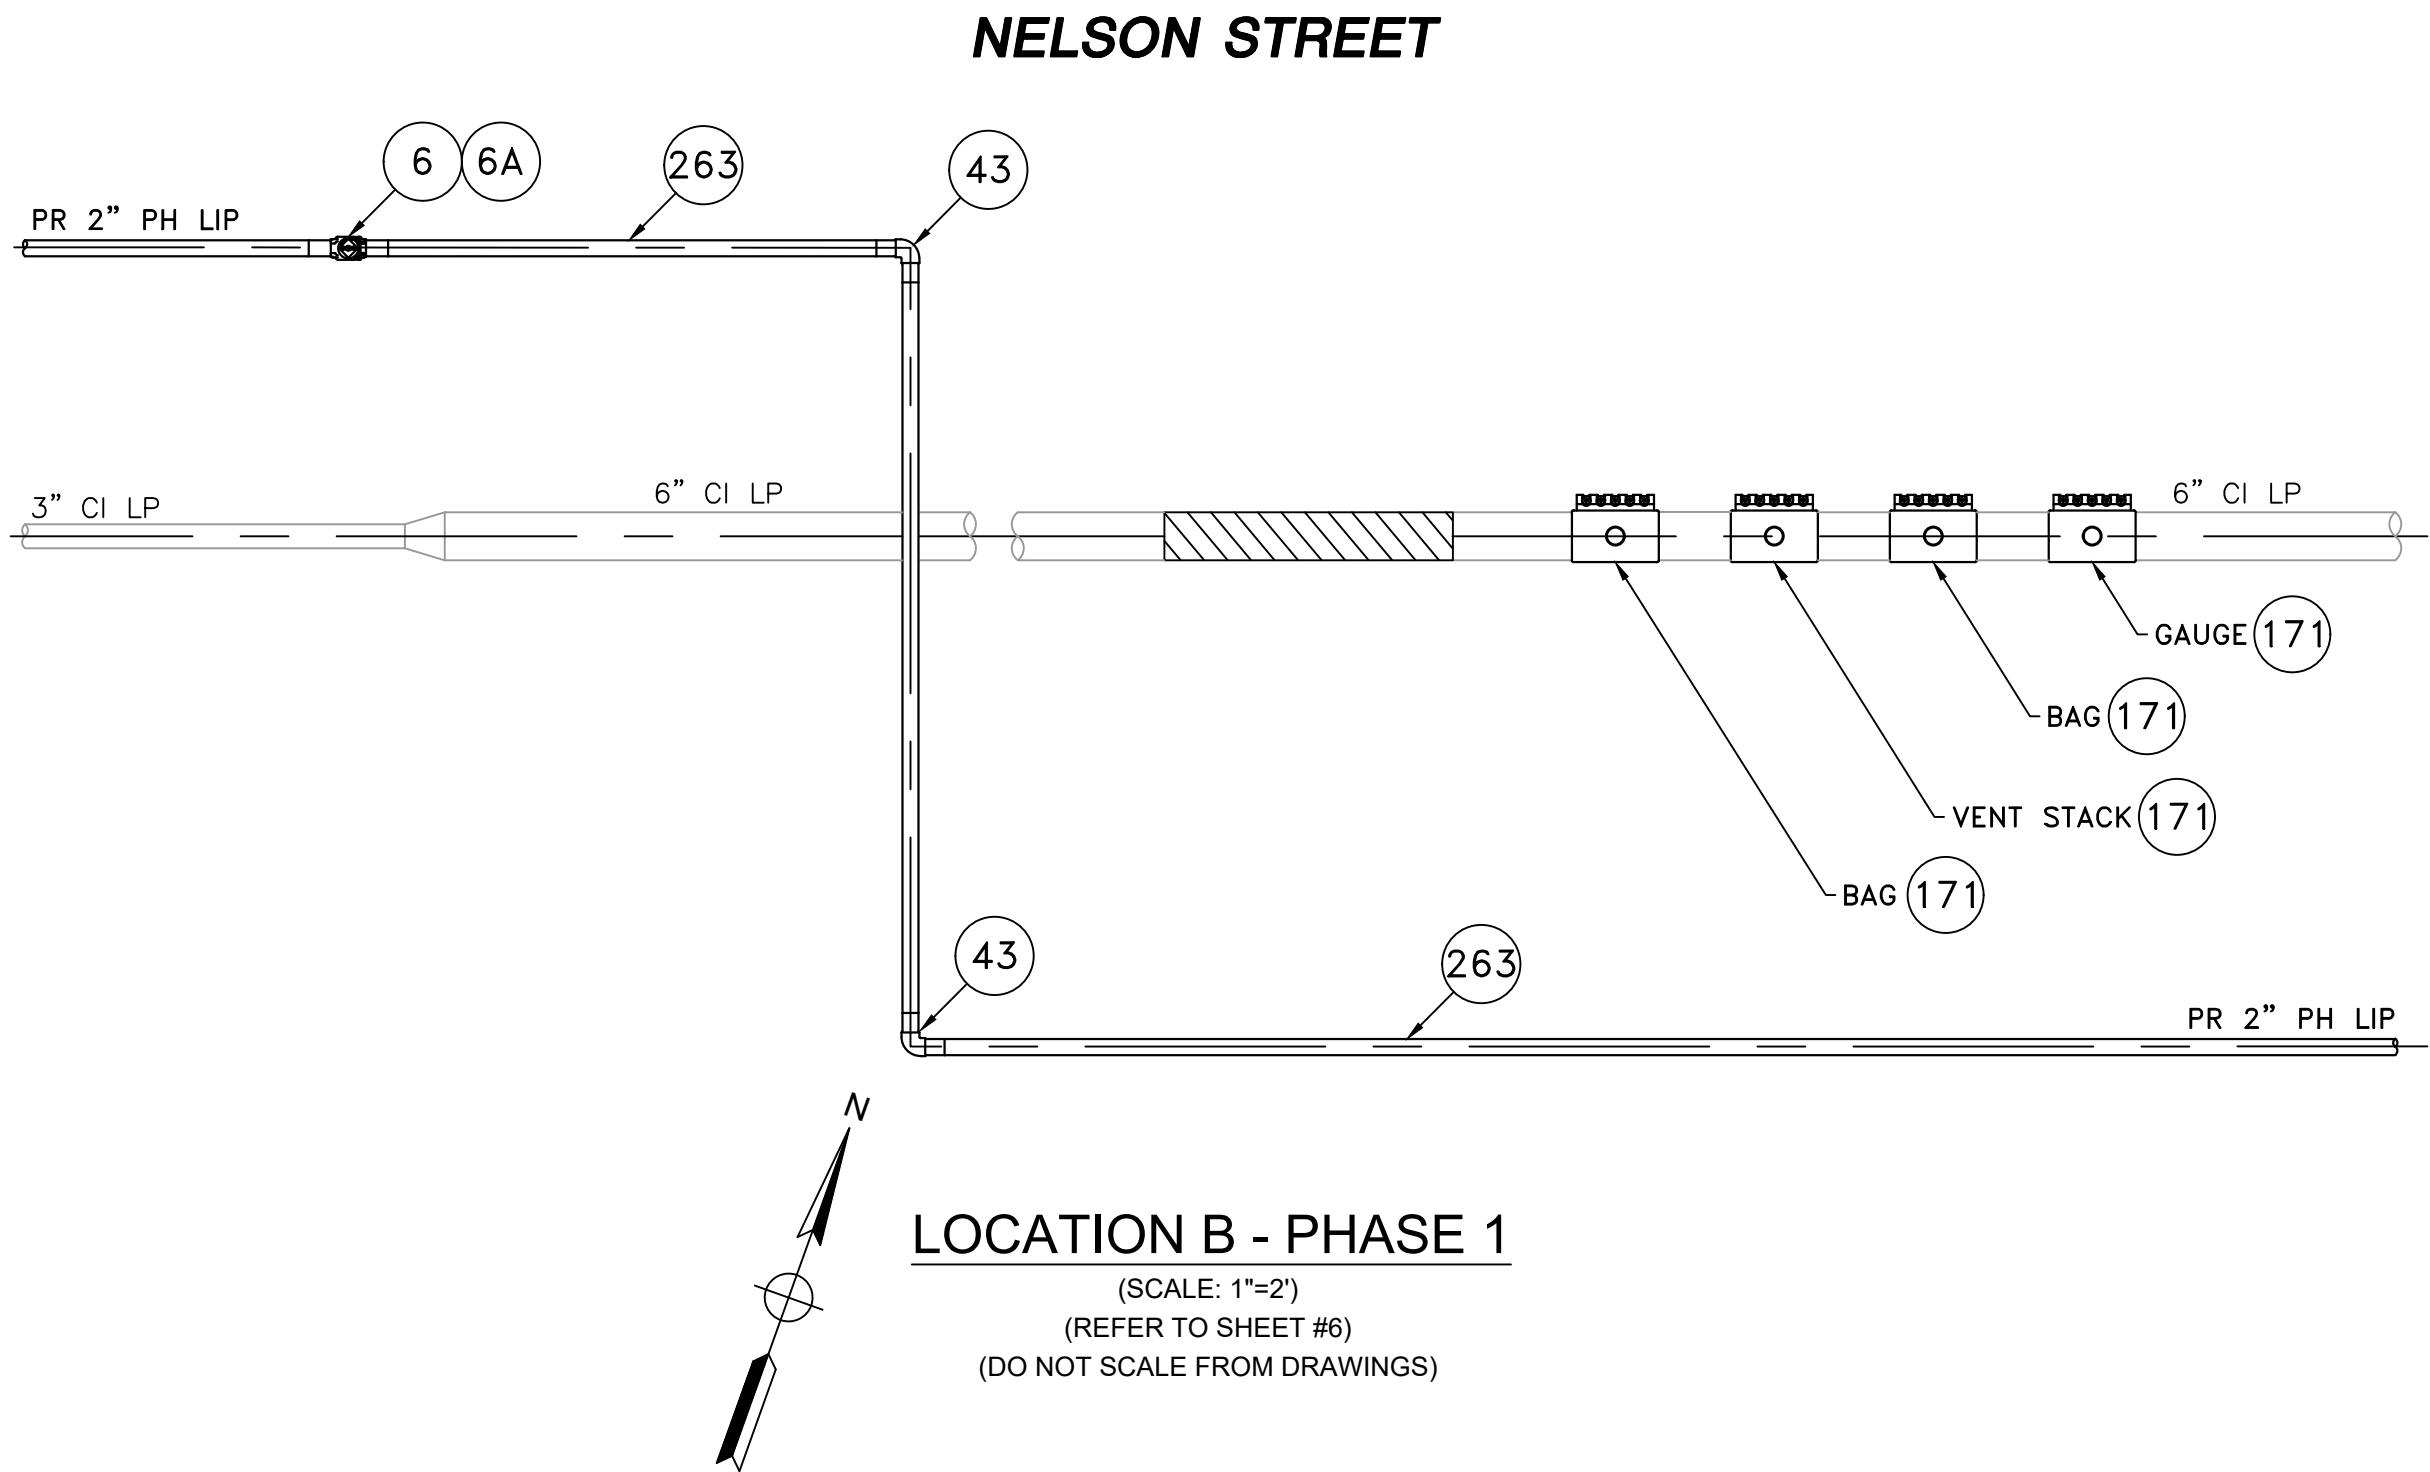 NELSON STREET
6 6A 263 43
PR 2” PH LIP
3” CI LP
6” CI LP
6” CI LP
GAUGE 171
BAG 171
VENT STACK 171
BAG 171
43
263
PR 2” PH LIP
N
LOCATION B - PHASE 1
(SCALE: 1"=2')
(REFER TO SHEET #6)
(DO NOT SCALE FROM DRAWINGS)